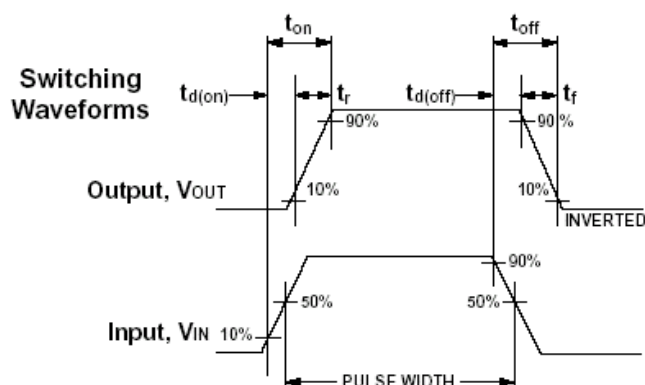 ton
toff
Switching
Waveforms
td(on)
tr
td(off)
tf
90%
90%
Output, VOUT
10%
10%
INVERTED
90%
50%
50%
Input, VIN
10%
PULSE WIDTH